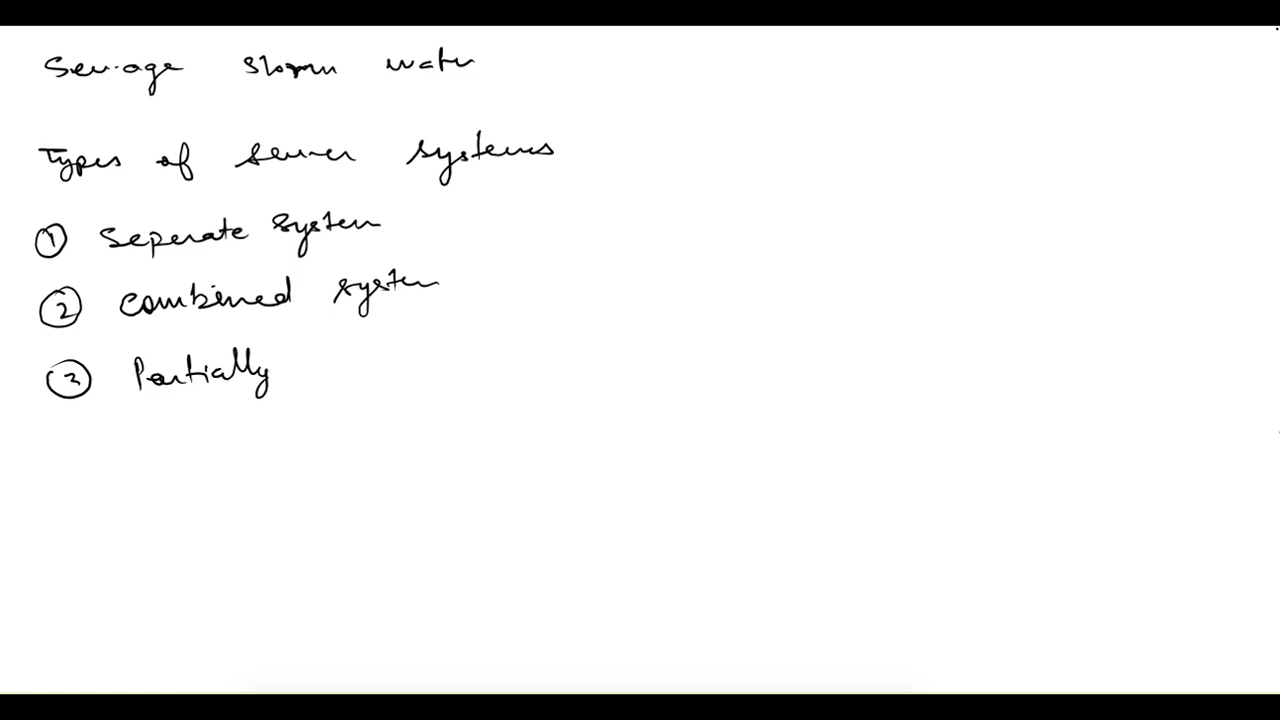 Sewage storm water
Types of sewer systems
① Seperate system
② Combined system
③ Partially